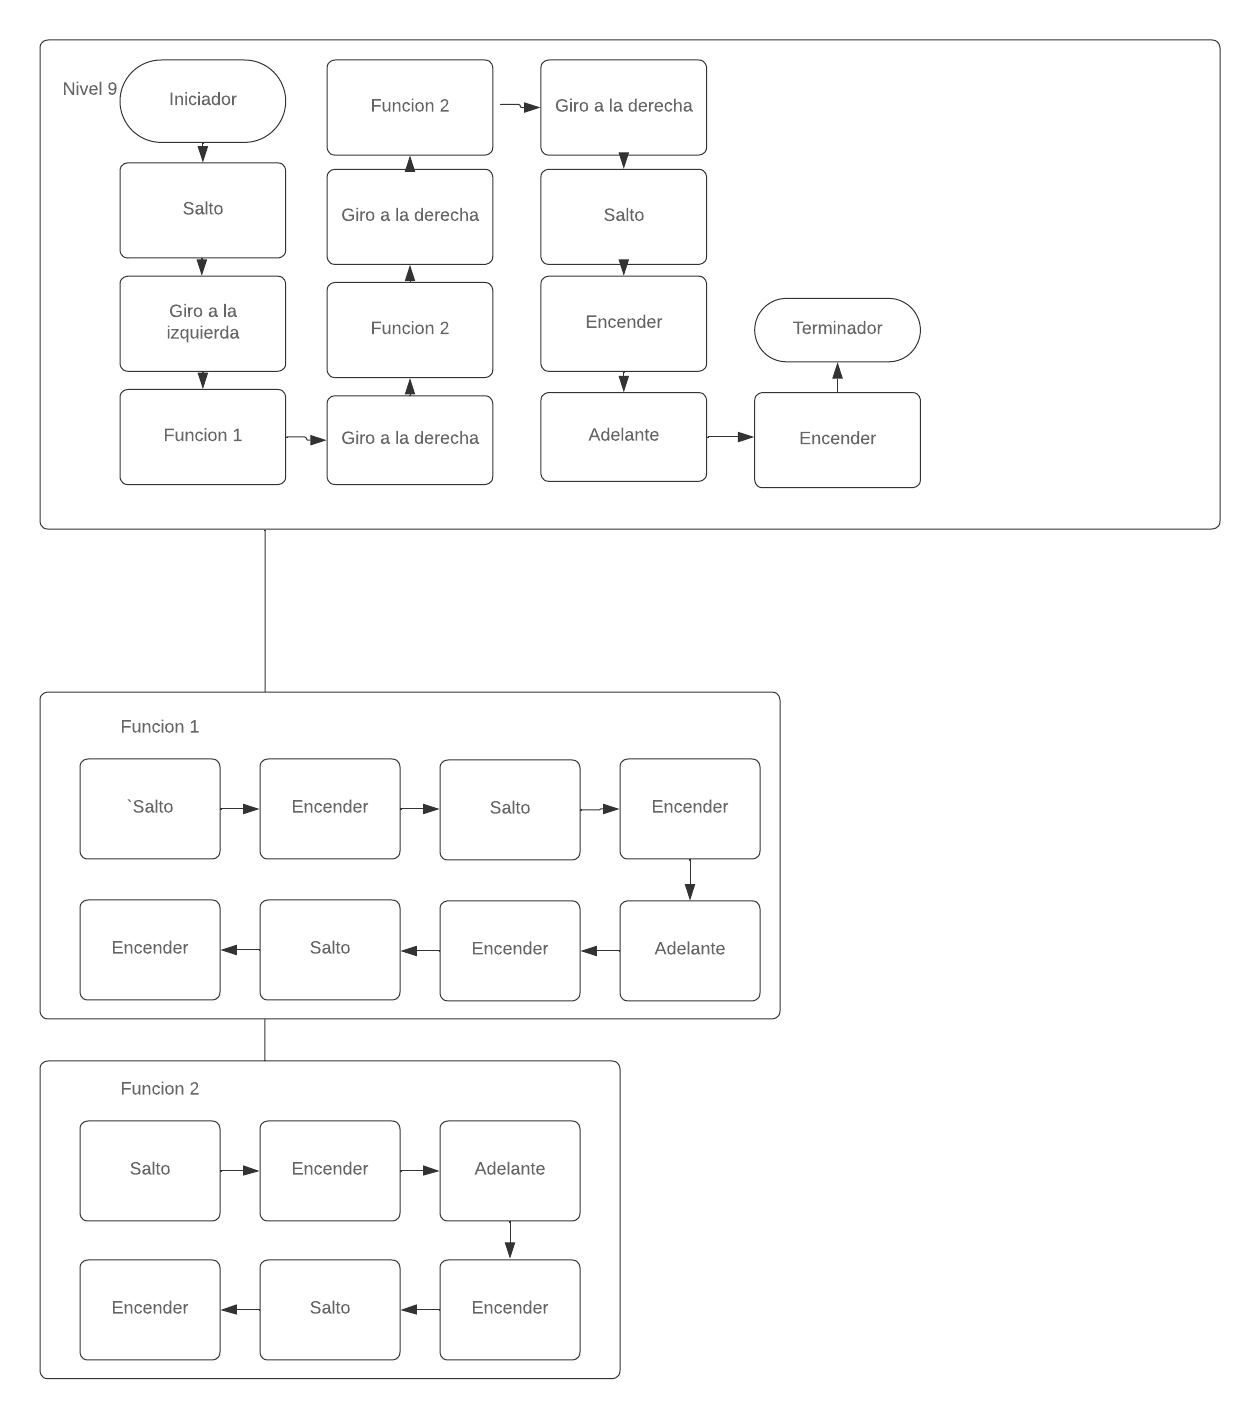 Nivel 9
Iniciador
Salto
Giro a la
izquierda
Funcion 1
Giro a la derecha
Funcion 2
Giro a la derecha
Funcion 2
Giro a la derecha
Salto
Encender
Adelante
Encender
Terminador
Funcion 1
`Salto
Encender
Salto
Encender
Adelante
Encender
Salto
Encender
Funcion 2
Salto
Encender
Adelante
Encender
Salto
Encender